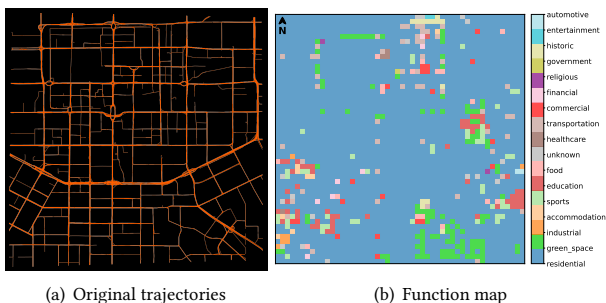 N
automotive
entertainment
historic
government
religious
financial
commercial
transportation
healthcare
unknown
food
education
sports
accommodation
industrial
green_space
residential
(a) Original trajectories
(b) Function map